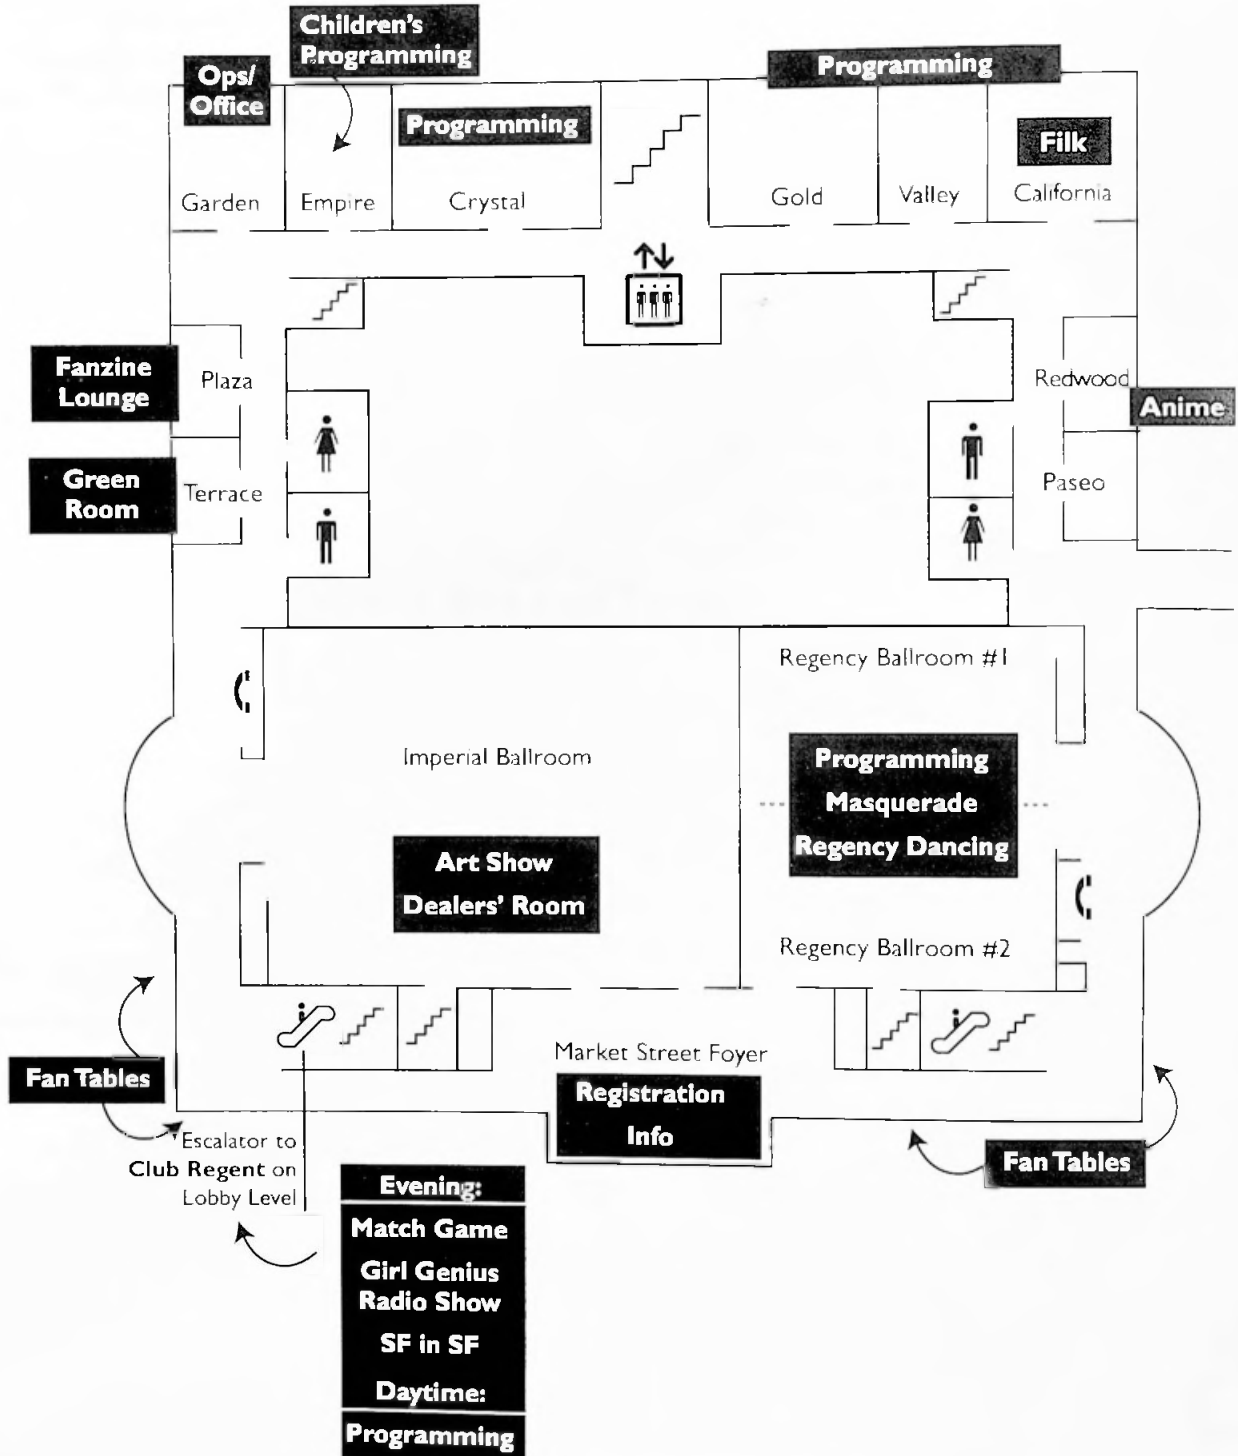 Children's
Programming
Ops/
Office
Programming
Programming
Filk
Garden
Empire
Crystal
Gold
Valley
California
Fanzine
Lounge
Plaza
Redwood
Anime
Green
Room
Terrace
Paseo
Regency Ballroom #1
Imperial Ballroom
Programming
Masquerade
Regency Dancing
Art Show
Dealers' Room
Regency Ballroom #2
Market Street Foyer
Fan Tables
Registration
Info
Escalator to
Club Regent on
Lobby Level
Fan Tables
Evening:
Match Game
Girl Genius
Radio Show
SF in SF
Daytime:
Programming